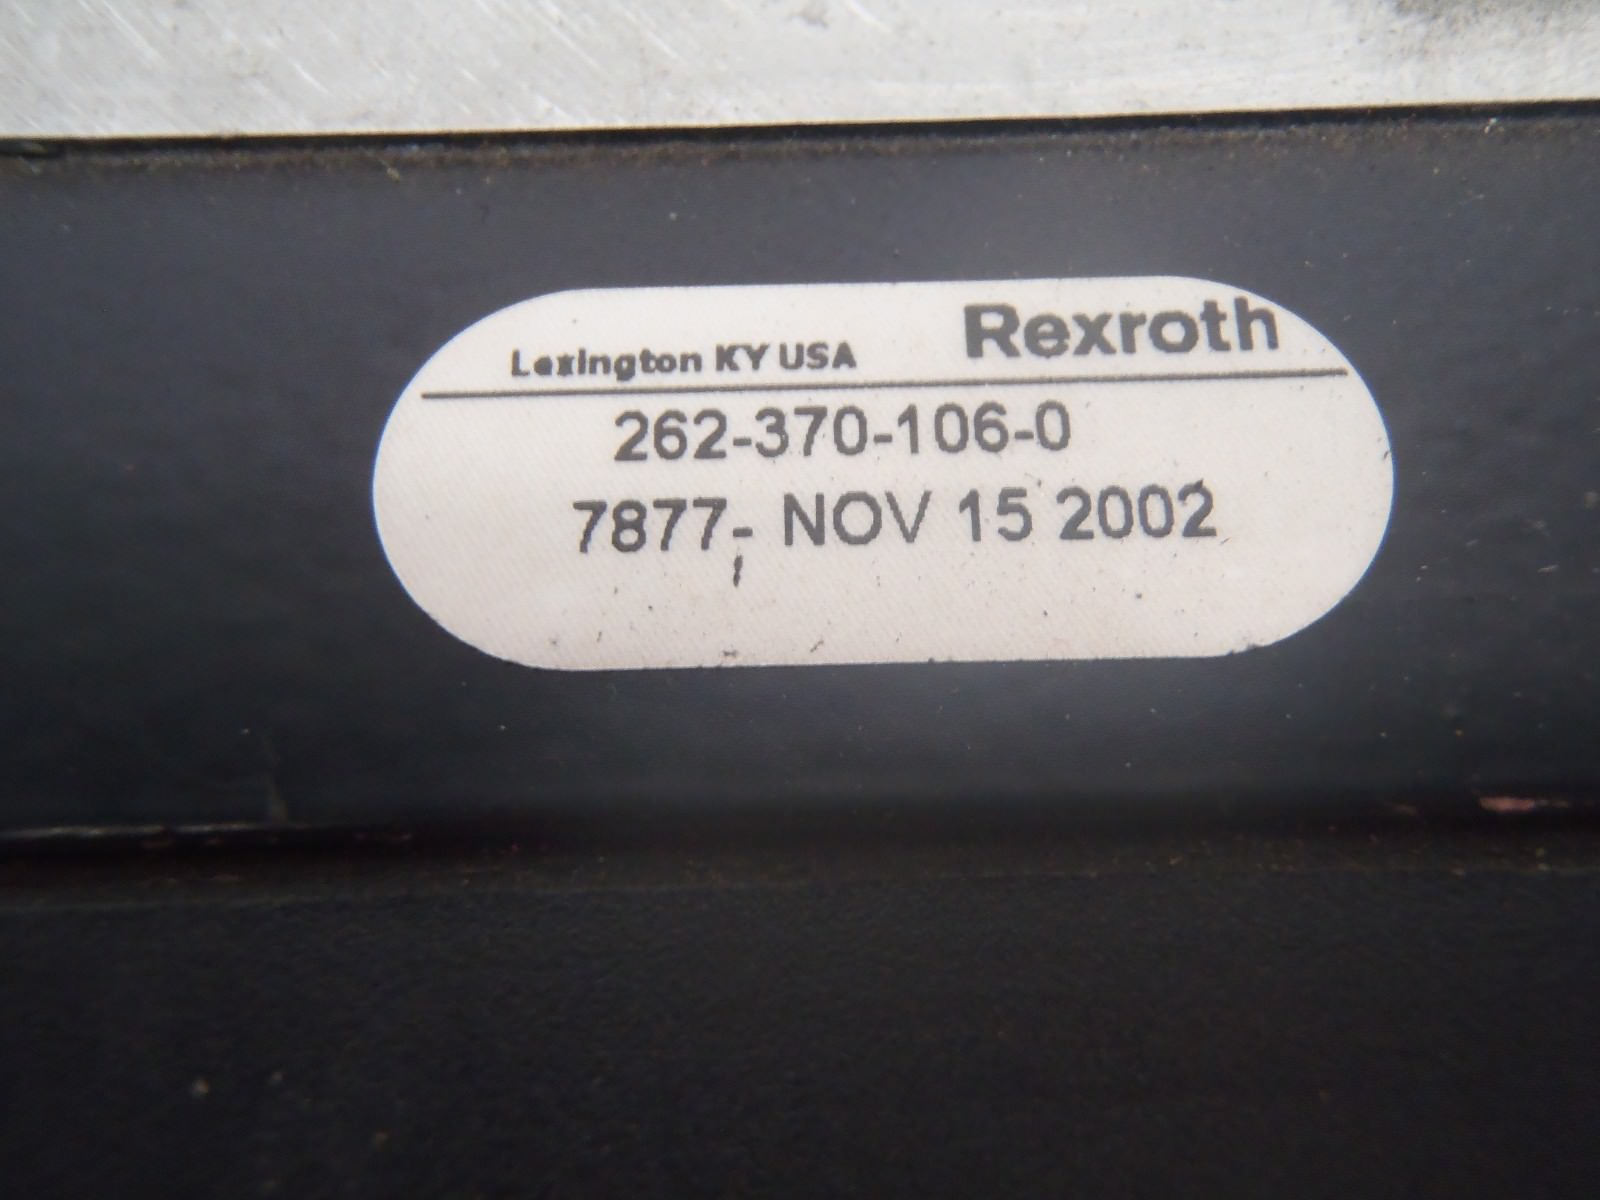 Rexroth
Lexington KY USA
262-370-106-0
7877- NOV 15 2002